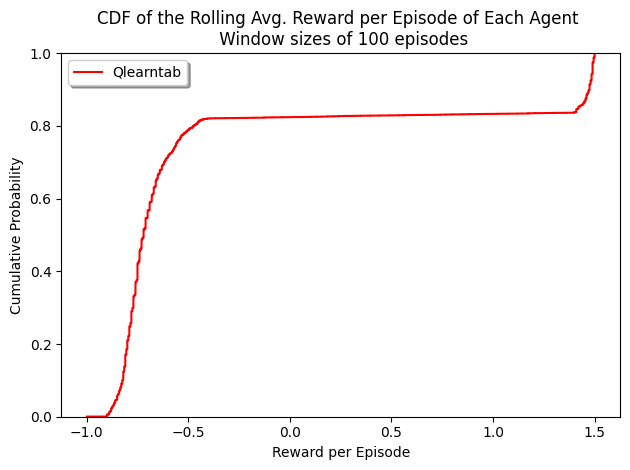 CDF of the Rolling Avg. Reward per Episode of Each Agent
Window sizes of 100 episodes
Qlearntab
Cumulative Probability
1.0
0.8
0.6
0.4
0.2
0.0
−1.0 −0.5 0.0 0.5 1.0 1.5
Reward per Episode